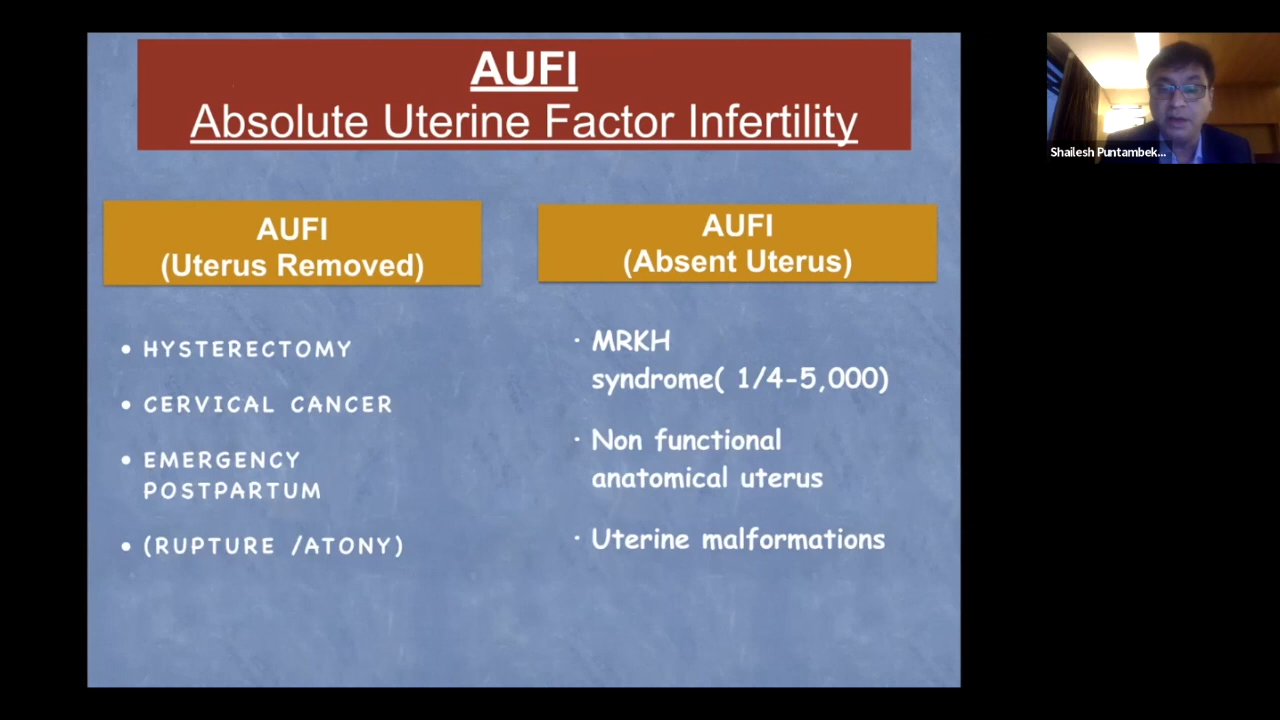 AUFI
Absolute Uterine Factor Infertility
AUFI
(Uterus Removed)
• HYSTERECTOMY
• CERVICAL CANCER
• EMERGENCY
POSTPARTUM
• (RUPTURE /ATONY)
AUFI
(Absent Uterus)
· MRKH
syndrome( 1/4-5,000)
· Non functional
anatomical uterus
· Uterine malformations
Shailesh Puntambek...